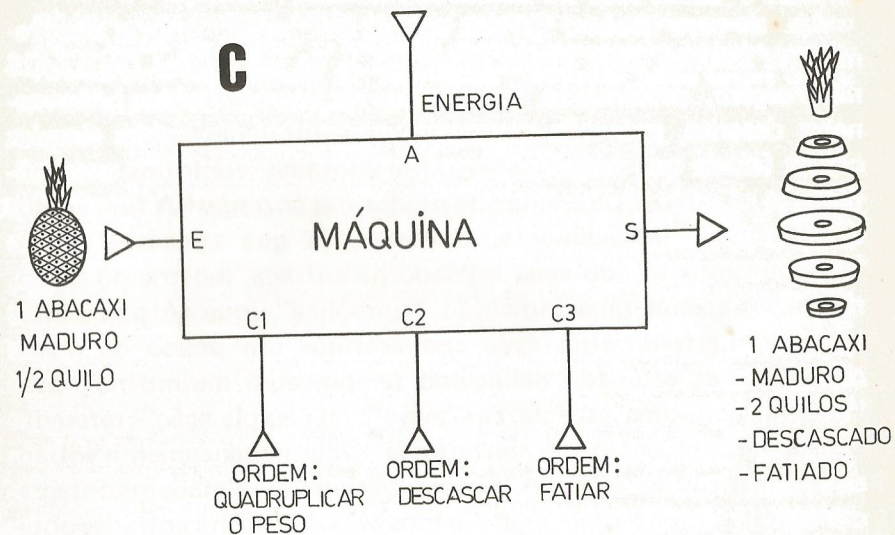 C
ENERGIA
A
E
MÁQUINA
S
C1
C2
C3
1 ABACAXI
MADURO
1/2 QUILO
ORDEM:
QUADRUPLICAR
O PESO
ORDEM:
DESCASCAR
ORDEM:
FATIAR
1 ABACAXI
- MADURO
- 2 QUILOS
- DESCASCADO
- FATIADO